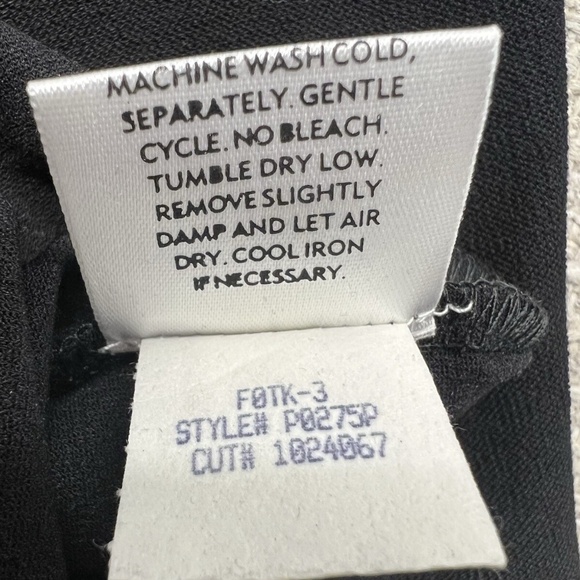 MACHINE WASH COLD,
SEPARATELY. GENTLE
CYCLE. NO BLEACH.
TUMBLE DRY LOW.
REMOVE SLIGHTLY
DAMP AND LET AIR
DRY. COOL IRON
IF NECESSARY.
F0TK-3
STYLE# P0275P
CUT# 1024067